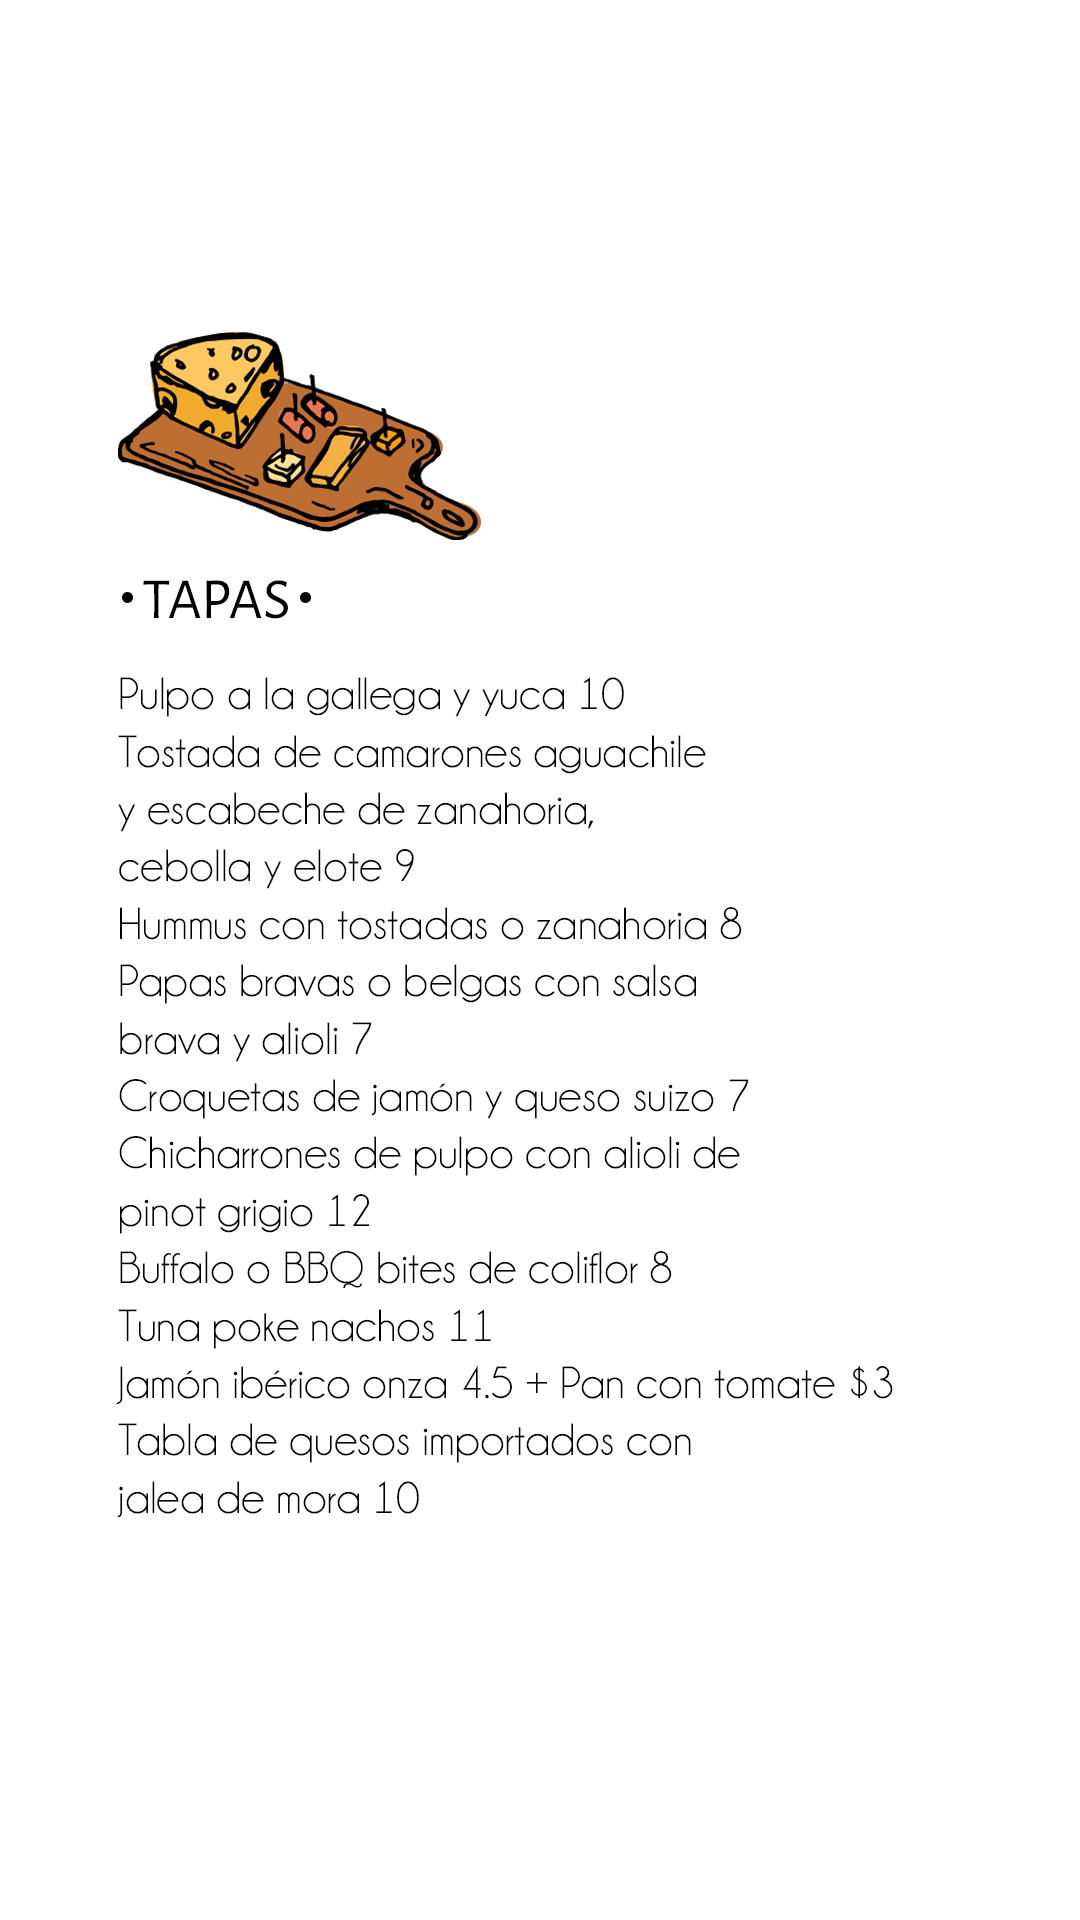 •TAPAS•
Pulpo a la gallega y yuca 10
Tostada de camarones aguachile
y escabeche de zanahoria,
cebolla y elote 9
Hummus con tostadas o zanahoria 8
Papas bravas o belgas con salsa
brava y alioli 7
Croquetas de jamón y queso suizo 7
Chicharrones de pulpo con alioli de
pinot grigio 12
Buffalo o BBQ bites de coliflor 8
Tuna poke nachos 11
Jamón ibérico onza 4.5 + Pan con tomate $3
Tabla de quesos importados con
jalea de mora 10